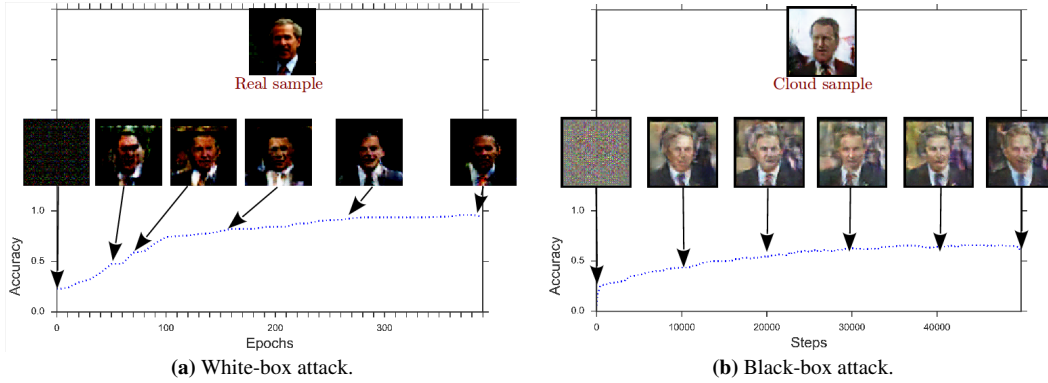 Real sample
1.0
0.5
0.0
Accuracy
0
100
200
300
Epochs
(a) White-box attack.
Cloud sample
1.0
0.5
0.0
Accuracy
0
10000
20000
30000
40000
Steps
(b) Black-box attack.